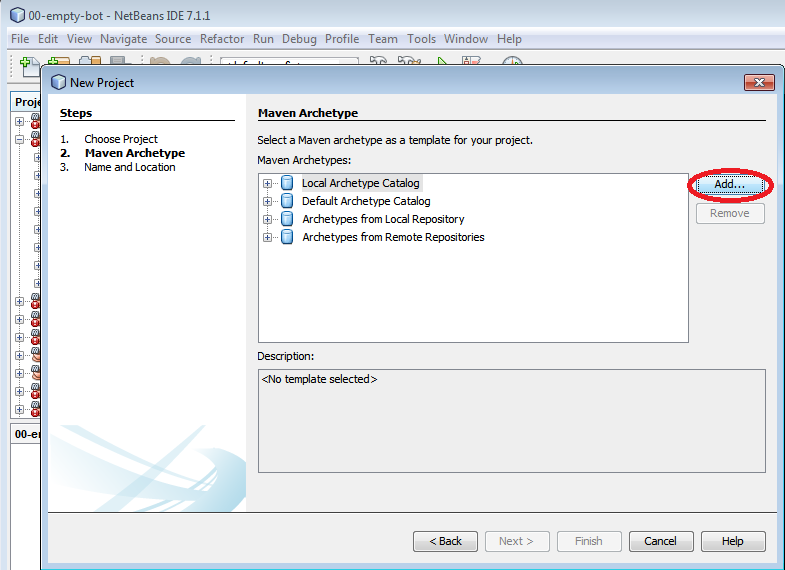 00-empty-bot - NetBeans IDE 7.1.1
File Edit View Navigate Source Refactor Run Debug Profile Team Tools Window Help
New Project
Proje
Steps
1. Choose Project
2. Maven Archetype
3. Name and Location
Maven Archetype
Select a Maven archetype as a template for your project.
Maven Archetypes:
Local Archetype Catalog
Default Archetype Catalog
Archetypes from Local Repository
Archetypes from Remote Repositories
Add...
Remove
Description:
<No template selected>
< Back
Next >
Finish
Cancel
Help